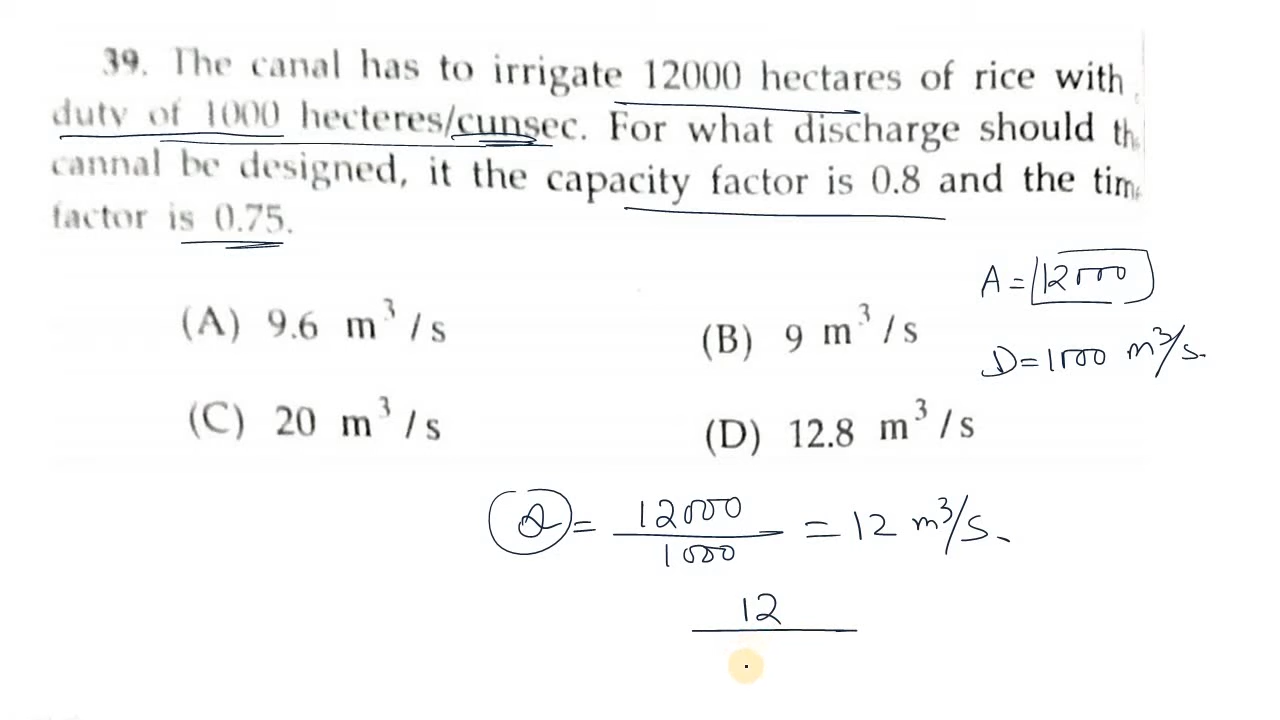 39. The canal has to irrigate 12000 hectares of rice with
duty of 1000 hecteres/cunsec. For what discharge should th
cannal be designed, it the capacity factor is 0.8 and the tim
factor is 0.75.
A = 12000
(A) 9.6 m³/s
(B) 9 m³/s
D = 1000 m³/s.
(C) 20 m³/s
(D) 12.8 m³/s
Q = 12000/1000 = 12 m³/s.
12